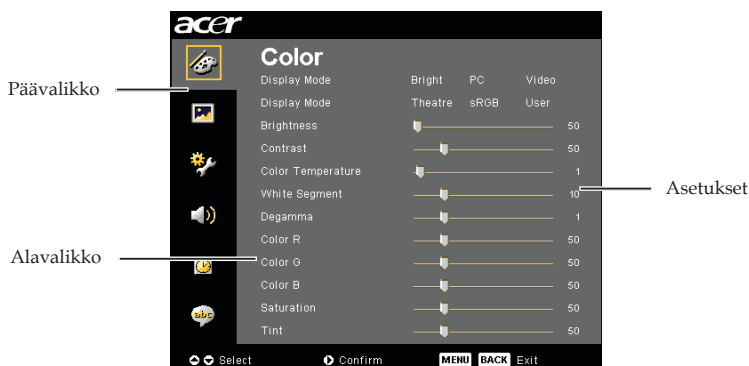 acer
Color
Display Mode Bright PC Video
Display Mode Theatre sRGB User
Brightness 50
Contrast 50
Color Temperature 1
White Segment 10
Degamma 1
Color R 50
Color G 50
Color B 50
Saturation 50
Tint 50
abc
Select Confirm MENU BACK Exit
Päävalikko
Alavalikko
Asetukset